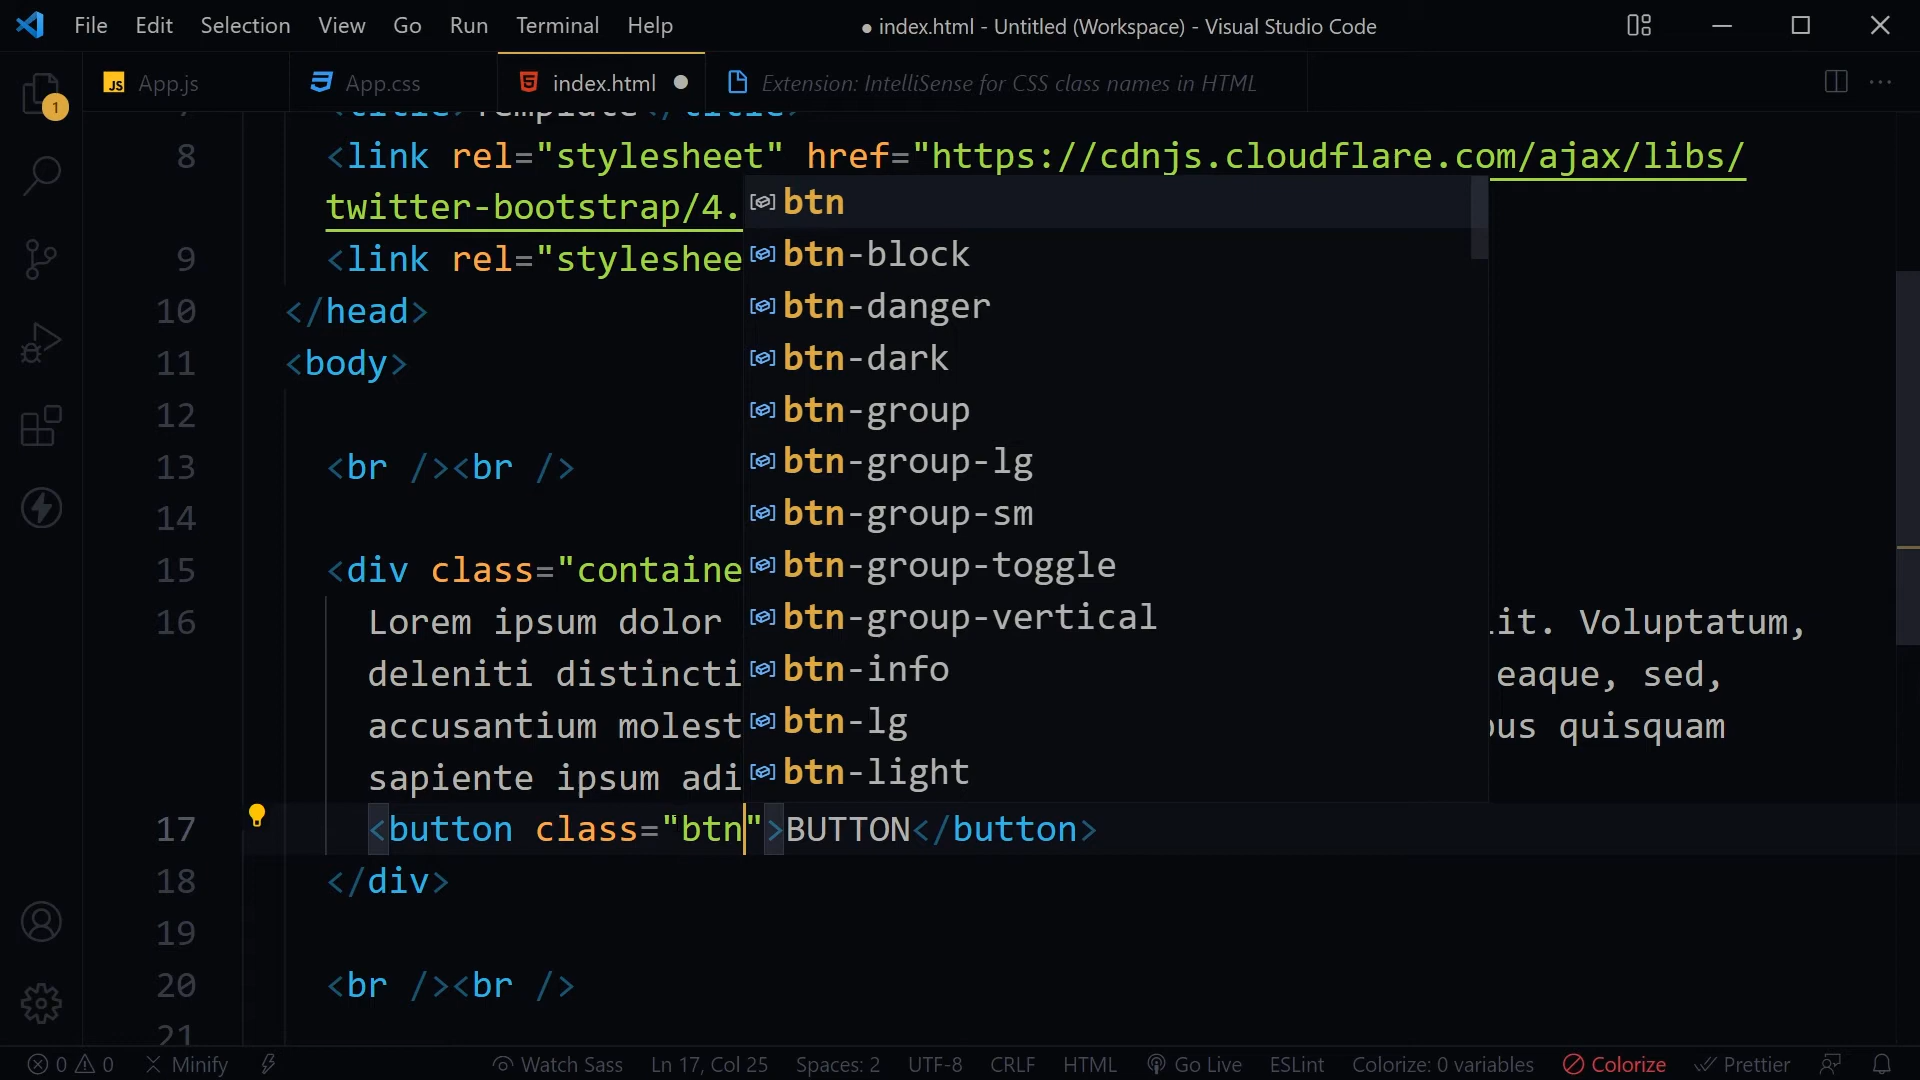 File Edit Selection View Go Run Terminal Help
● index.html - Untitled (Workspace) - Visual Studio Code
1
JS App.js
App.css
index.html ●
Extension: IntelliSense for CSS class names in HTML
7 <title>Template</title>
8 <link rel="stylesheet" href="https://cdnjs.cloudflare.com/ajax/libs/
twitter-bootstrap/4.
9 <link rel="styleshee
10 </head>
11 <body>
12
13 <br /><br />
14
15 <div class="containe
16 Lorem ipsum dolor it. Voluptatum,
deleniti distincti eaque, sed,
accusantium molest us quisquam
sapiente ipsum adi
btn
btn-block
btn-danger
btn-dark
btn-group
btn-group-lg
btn-group-sm
btn-group-toggle
btn-group-vertical
btn-info
btn-lg
btn-light
17 <button class="btn">BUTTON</button>
18 </div>
19
20 <br /><br />
21
0 0 Minify Watch Sass Ln 17, Col 25 Spaces: 2 UTF-8 CRLF HTML Go Live ESLint Colorize: 0 variables Colorize Prettier